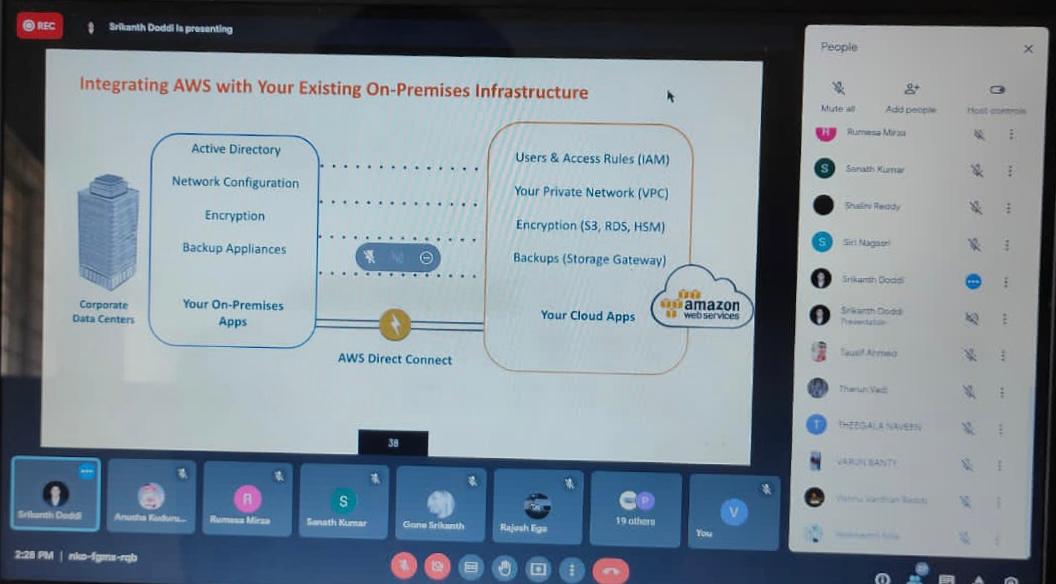 REC
Srikanth Doddi is presenting
Integrating AWS with Your Existing On-Premises Infrastructure
Active Directory
Network Configuration
Encryption
Backup Appliances
Your On-Premises
Apps
Corporate
Data Centers
AWS Direct Connect
Users & Access Rules (IAM)
Your Private Network (VPC)
Encryption (S3, RDS, HSM)
Backups (Storage Gateway)
Your Cloud Apps
amazon
web services
38
People
Mute all
Add people
Host controls
R
Rumesa Mirza
S
Sanath Kumar
Shalini Reddy
S
Siri Nagasri
Srikanth Doddi
Srikanth Doddi
Presentation
Tausif Ahmed
Tharun Vadi
T
THEEGALA NAVEEN
VARUN BANTY
Vishnu Vardhan Reddy
Srikanth Doddi
Anusha Kuduru...
R
Rumesa Mirza
S
Sanath Kumar
Gone Srikanth
Rajesh Ega
P
19 others
V
You
2:28 PM | nko-fgms-rqb